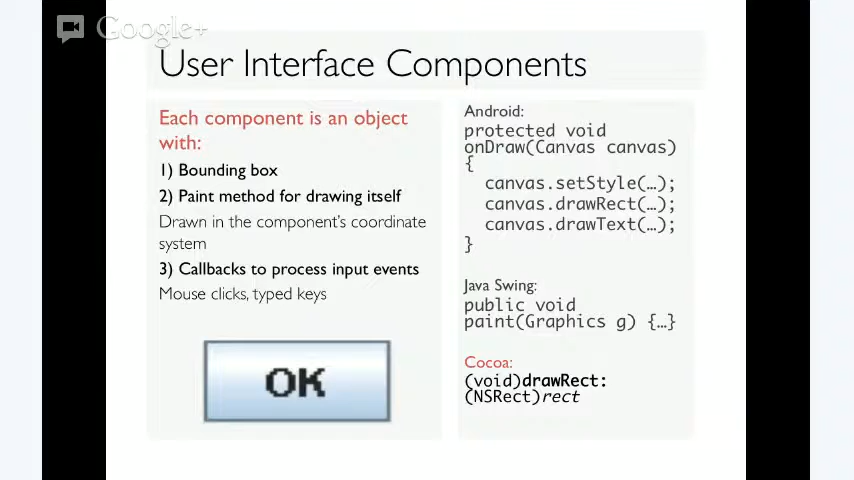 Google+
User Interface Components
Each component is an object
with:
1) Bounding box
2) Paint method for drawing itself
Drawn in the component's coordinate
system
3) Callbacks to process input events
Mouse clicks, typed keys
OK
Android:
protected void
onDraw(Canvas canvas)
{
canvas.setStyle(…);
canvas.drawRect(…);
canvas.drawText(…);
}
Java Swing:
public void
paint(Graphics g) {…}
Cocoa:
(void)drawRect:
(NSRect)rect